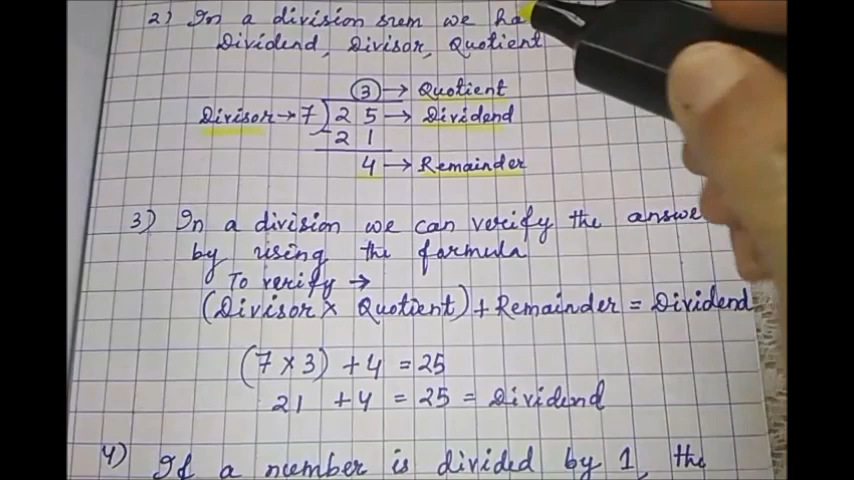 2) In a division sum we ha
Dividend, Divisor, Quotient
3 → Quotient
Divisor → 7 ) 2 5 → Dividend
2 1
4 → Remainder
3) In a division we can verify the answe
by using the formula
To verify →
(Divisor × Quotient) + Remainder = Dividend
(7 × 3) + 4 = 25
21 + 4 = 25 = Dividend
4) If a number is divided by 1, the